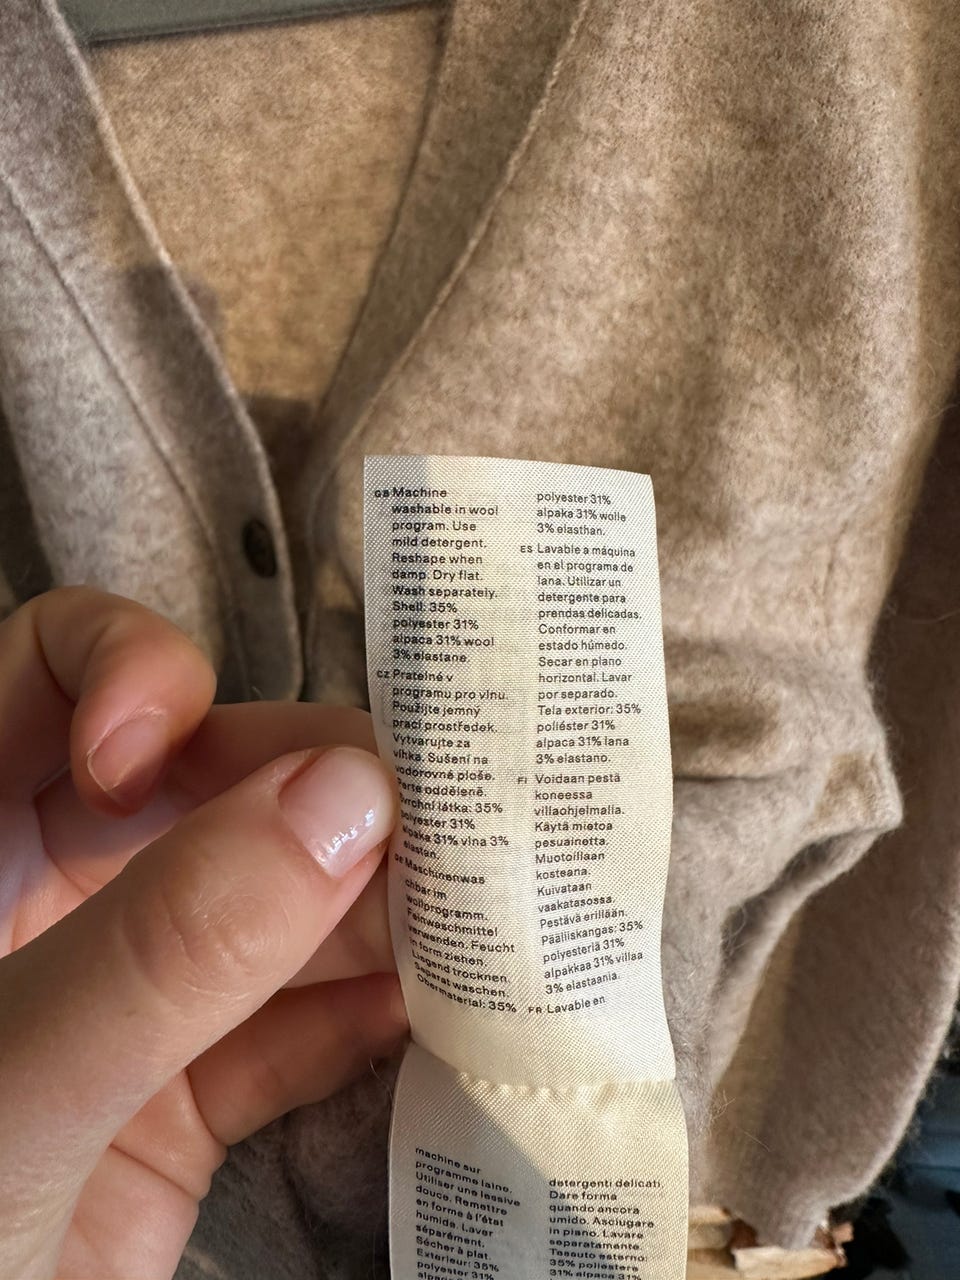 GB Machine
washable in wool
program. Use
mild detergent.
Reshape when
damp. Dry flat.
Wash separately.
Shell: 35%
polyester 31%
alpaca 31% wool
3% elastane.
CZ Pratelné v
programu pro vlnu.
Použijte jemný
prací prostředek.
Vytvarujte za
vlhka. Sušení na
vodorovné ploše.
Perte odděleně.
Svrchní látka: 35%
polyester 31%
alpaka 31% vlna 3%
elastan.
DE Maschinenwas
chbar im
wollprogramm.
Feinwaschmittel
verwenden. Feucht
in form ziehen.
Liegend trocknen.
Separat waschen.
Obermaterial: 35%
polyester 31%
alpaka 31% wolle
3% elasthan.
ES Lavable a máquina
en el programa de
lana. Utilizar un
detergente para
prendas delicadas.
Conformar en
estado húmedo.
Secar en plano
horizontal. Lavar
por separado.
Tela exterior: 35%
poliéster 31%
alpaca 31% lana
3% elastano.
FI Voidaan pestä
koneessa
villaohjelmalla.
Käytä mietoa
pesuainetta.
Muotoillaan
kosteana.
Kuivataan
vaakatasossa.
Pestävä erillään.
Päälliskangas: 35%
polyesteriä 31%
alpakkaa 31% villaa
3% elastaania.
FR Lavable en
machine sur
programme laine.
Utiliser une lessive
douce. Remettre
en forme à l'état
humide. Laver
séparément.
Sécher à plat.
Exterieur: 35%
polyester 31%
detergenti delicati.
Dare forma
quando ancora
umido. Asciugare
in piano. Lavare
separatamente.
Tessuto esterno:
35% poliestere
31% alpaca 31%